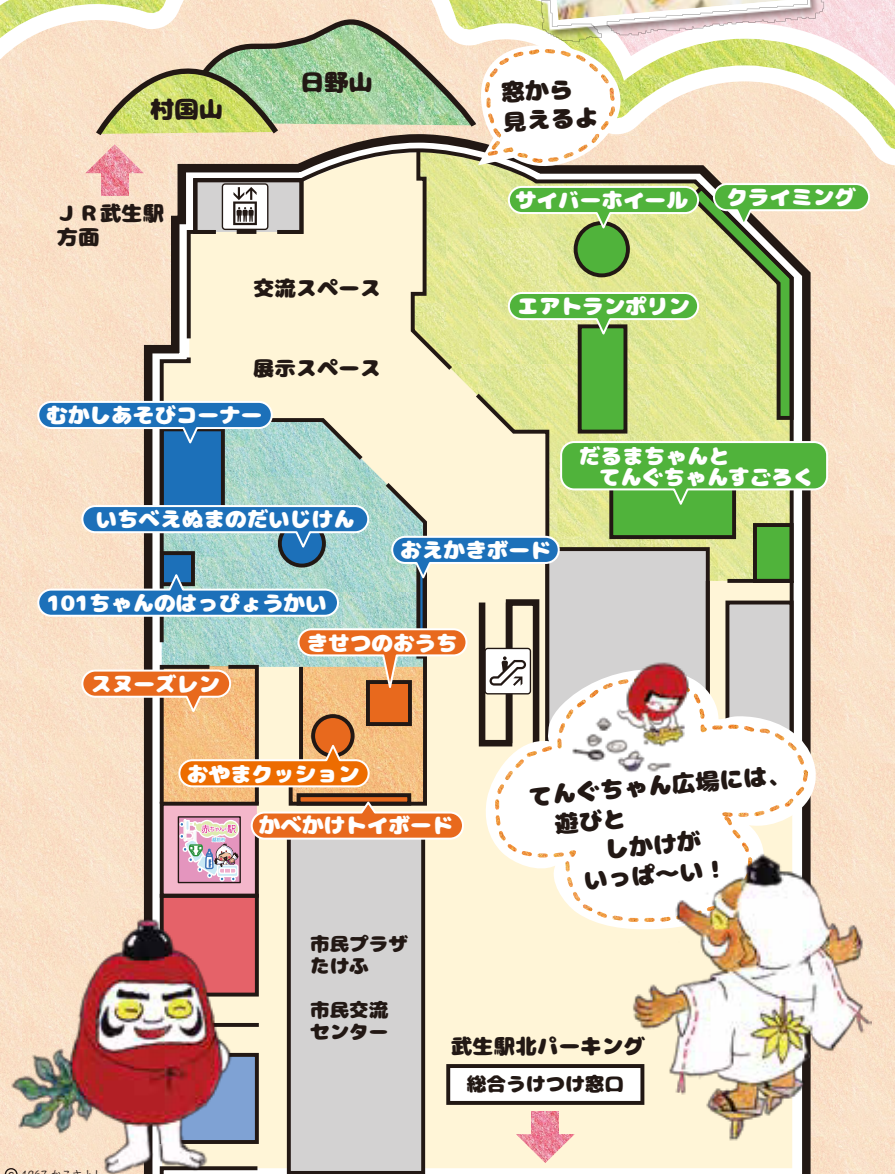 日野山
村国山
窓から
見えるよ
JR武生駅
方面
サイバーホイール
クライミング
交流スペース
エアトランポリン
展示スペース
むかしあそびコーナー
だるまちゃんと
てんぐちゃんすごろく
いちべえぬまのだいじけん
おえかきボード
101ちゃんのはっぴょうかい
きせつのおうち
スヌーズレン
おやまクッション
かべかけトイボード
てんぐちゃん広場には、
遊びと
しかけが
いっぱ〜い!
赤ちゃん駅
市民プラザ
たけふ
市民交流
センター
武生駅北パーキング
総合うけつけ窓口